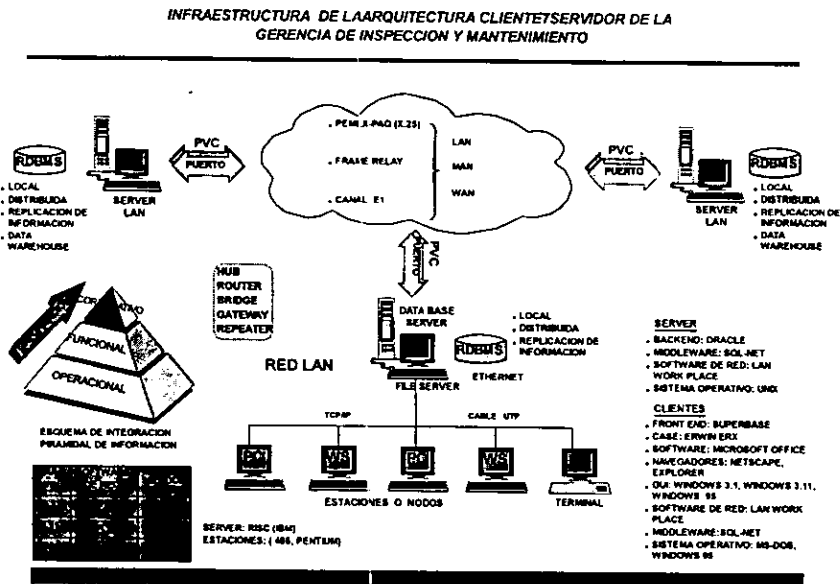 INFRAESTRUCTURA DE LAARQUITECTURA CLIENTE7SERVIDOR DE LA
GERENCIA DE INSPECCION Y MANTENIMIENTO
RDBMS
. LOCAL
. DISTRIBUIDA
. REPLICACION DE
INFORMACION
. DATA
WAREHOUSE
SERVER
LAN
PVC
PUERTO
. PEMEX-PAQ (X.25)
. FRAME RELAY
. CANAL E1
LAN
MAN
WAN
PVC
PUERTO
SERVER
LAN
RDBMS
. LOCAL
. DISTRIBUIDA
. REPLICACION DE
INFORMACION
. DATA
WAREHOUSE
PUERTO
PVC
HUB
ROUTER
BRIDGE
GATEWAY
REPEATER
CORPORATIVO
FUNCIONAL
OPERACIONAL
ESQUEMA DE INTEGRACION
PIRAMIDAL DE INFORMACION
RED LAN
DATA BASE
SERVER
FILE SERVER
RDBMS
. LOCAL
. DISTRIBUIDA
. REPLICACION DE
INFORMACION
ETHERNET
TCP/IP
CABLE UTP
PC
WS
PC
WS
ESTACIONES O NODOS
TERMINAL
SERVER: RISC (IBM)
ESTACIONES: ( 486, PENTIUM)
SERVER
. BACKEND: ORACLE
. MIDDLEWARE: SQL-NET
. SOFTWARE DE RED: LAN
WORK PLACE
. SISTEMA OPERATIVO: UNIX
CLIENTES
. FRONT END: SUPERBASE
. CASE: ERWIN ERX
. SOFTWARE: MICROSOFT OFFICE
. NAVEGADORES: NETSCAPE,
EXPLORER
. GUI: WINDOWS 3.1, WINDOWS 3.11,
WINDOWS 95
. SOFTWARE DE RED: LAN WORK
PLACE
. MIDDLEWARE: SQL-NET
. SISTEMA OPERATIVO: MS-DOS,
WINDOWS 95